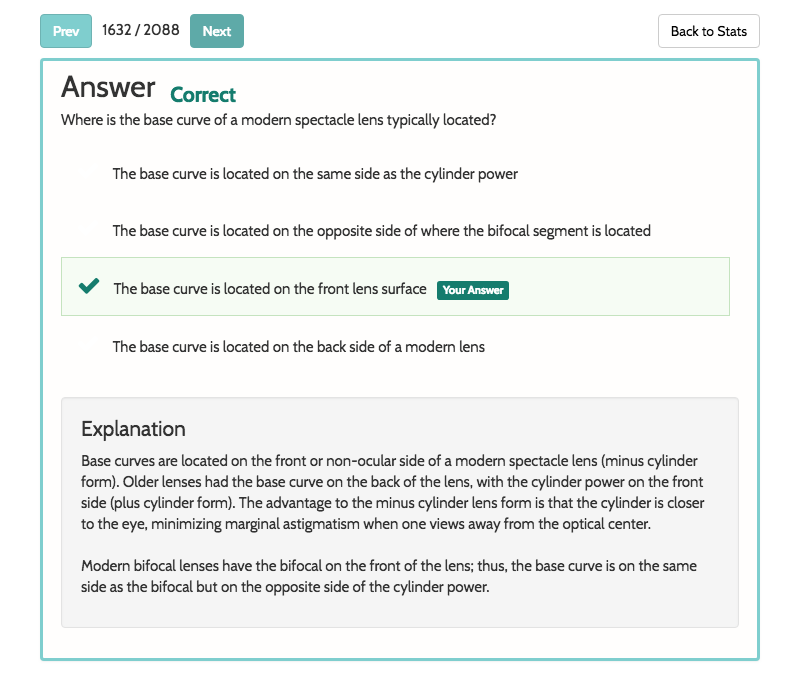 Prev 1632 / 2088 Next Back to Stats
Answer Correct
Where is the base curve of a modern spectacle lens typically located?
The base curve is located on the same side as the cylinder power
The base curve is located on the opposite side of where the bifocal segment is located
The base curve is located on the front lens surface Your Answer
The base curve is located on the back side of a modern lens
Explanation
Base curves are located on the front or non-ocular side of a modern spectacle lens (minus cylinder
form). Older lenses had the base curve on the back of the lens, with the cylinder power on the front
side (plus cylinder form). The advantage to the minus cylinder lens form is that the cylinder is closer
to the eye, minimizing marginal astigmatism when one views away from the optical center.
Modern bifocal lenses have the bifocal on the front of the lens; thus, the base curve is on the same
side as the bifocal but on the opposite side of the cylinder power.